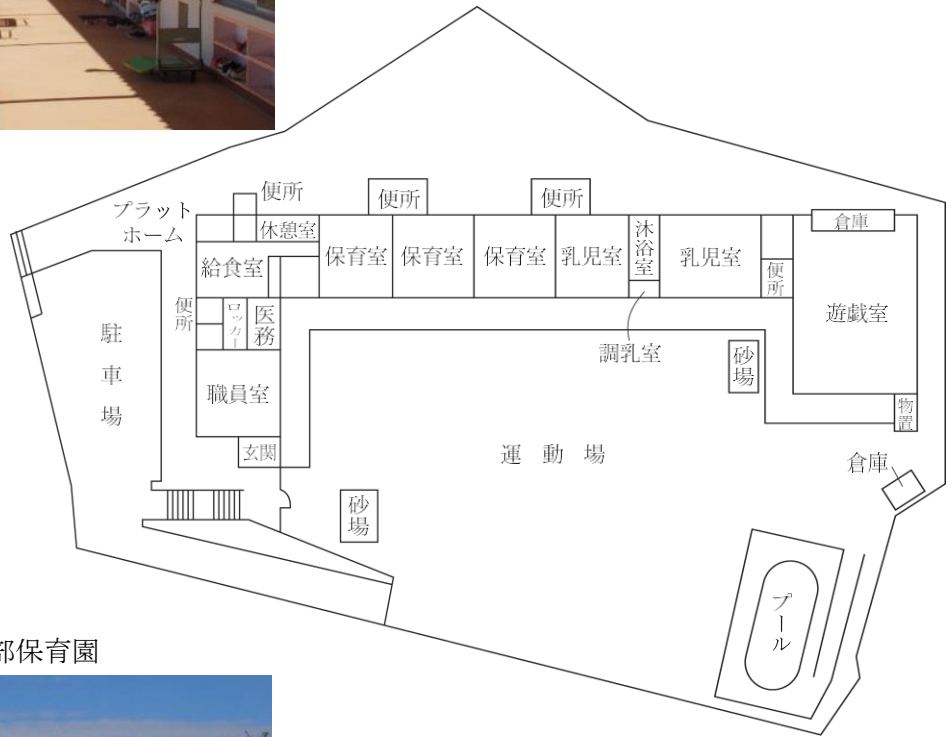 便所
便所
便所
プラット
ホーム
休憩室
倉庫
保育室
保育室
保育室
乳児室
沐浴室
乳児室
給食室
便所
便所
ロッカー
医務
遊戯室
調乳室
砂場
駐車場
職員室
物置
玄関
運動場
倉庫
砂場
プール
部保育園